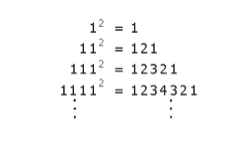 1² = 1
11² = 121
111² = 12321
1111² = 1234321
⋮ ⋮